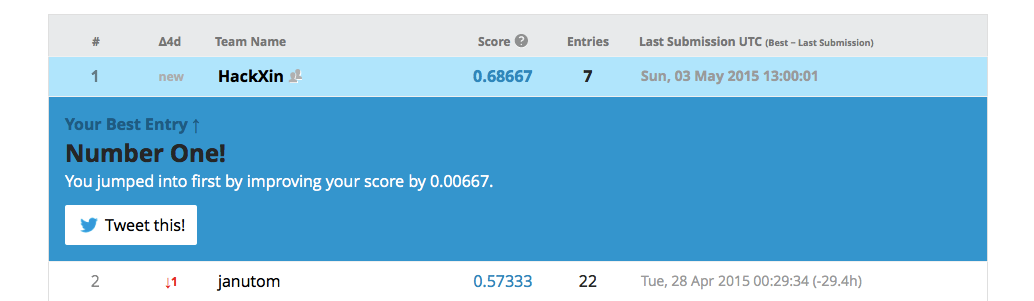 # Δ4d Team Name Score ? Entries Last Submission UTC (Best – Last Submission)
1 new HackXin 0.68667 7 Sun, 03 May 2015 13:00:01
Your Best Entry ↑
Number One!
You jumped into first by improving your score by 0.00667.
Tweet this!
2 ↓1 janutom 0.57333 22 Tue, 28 Apr 2015 00:29:34 (-29.4h)